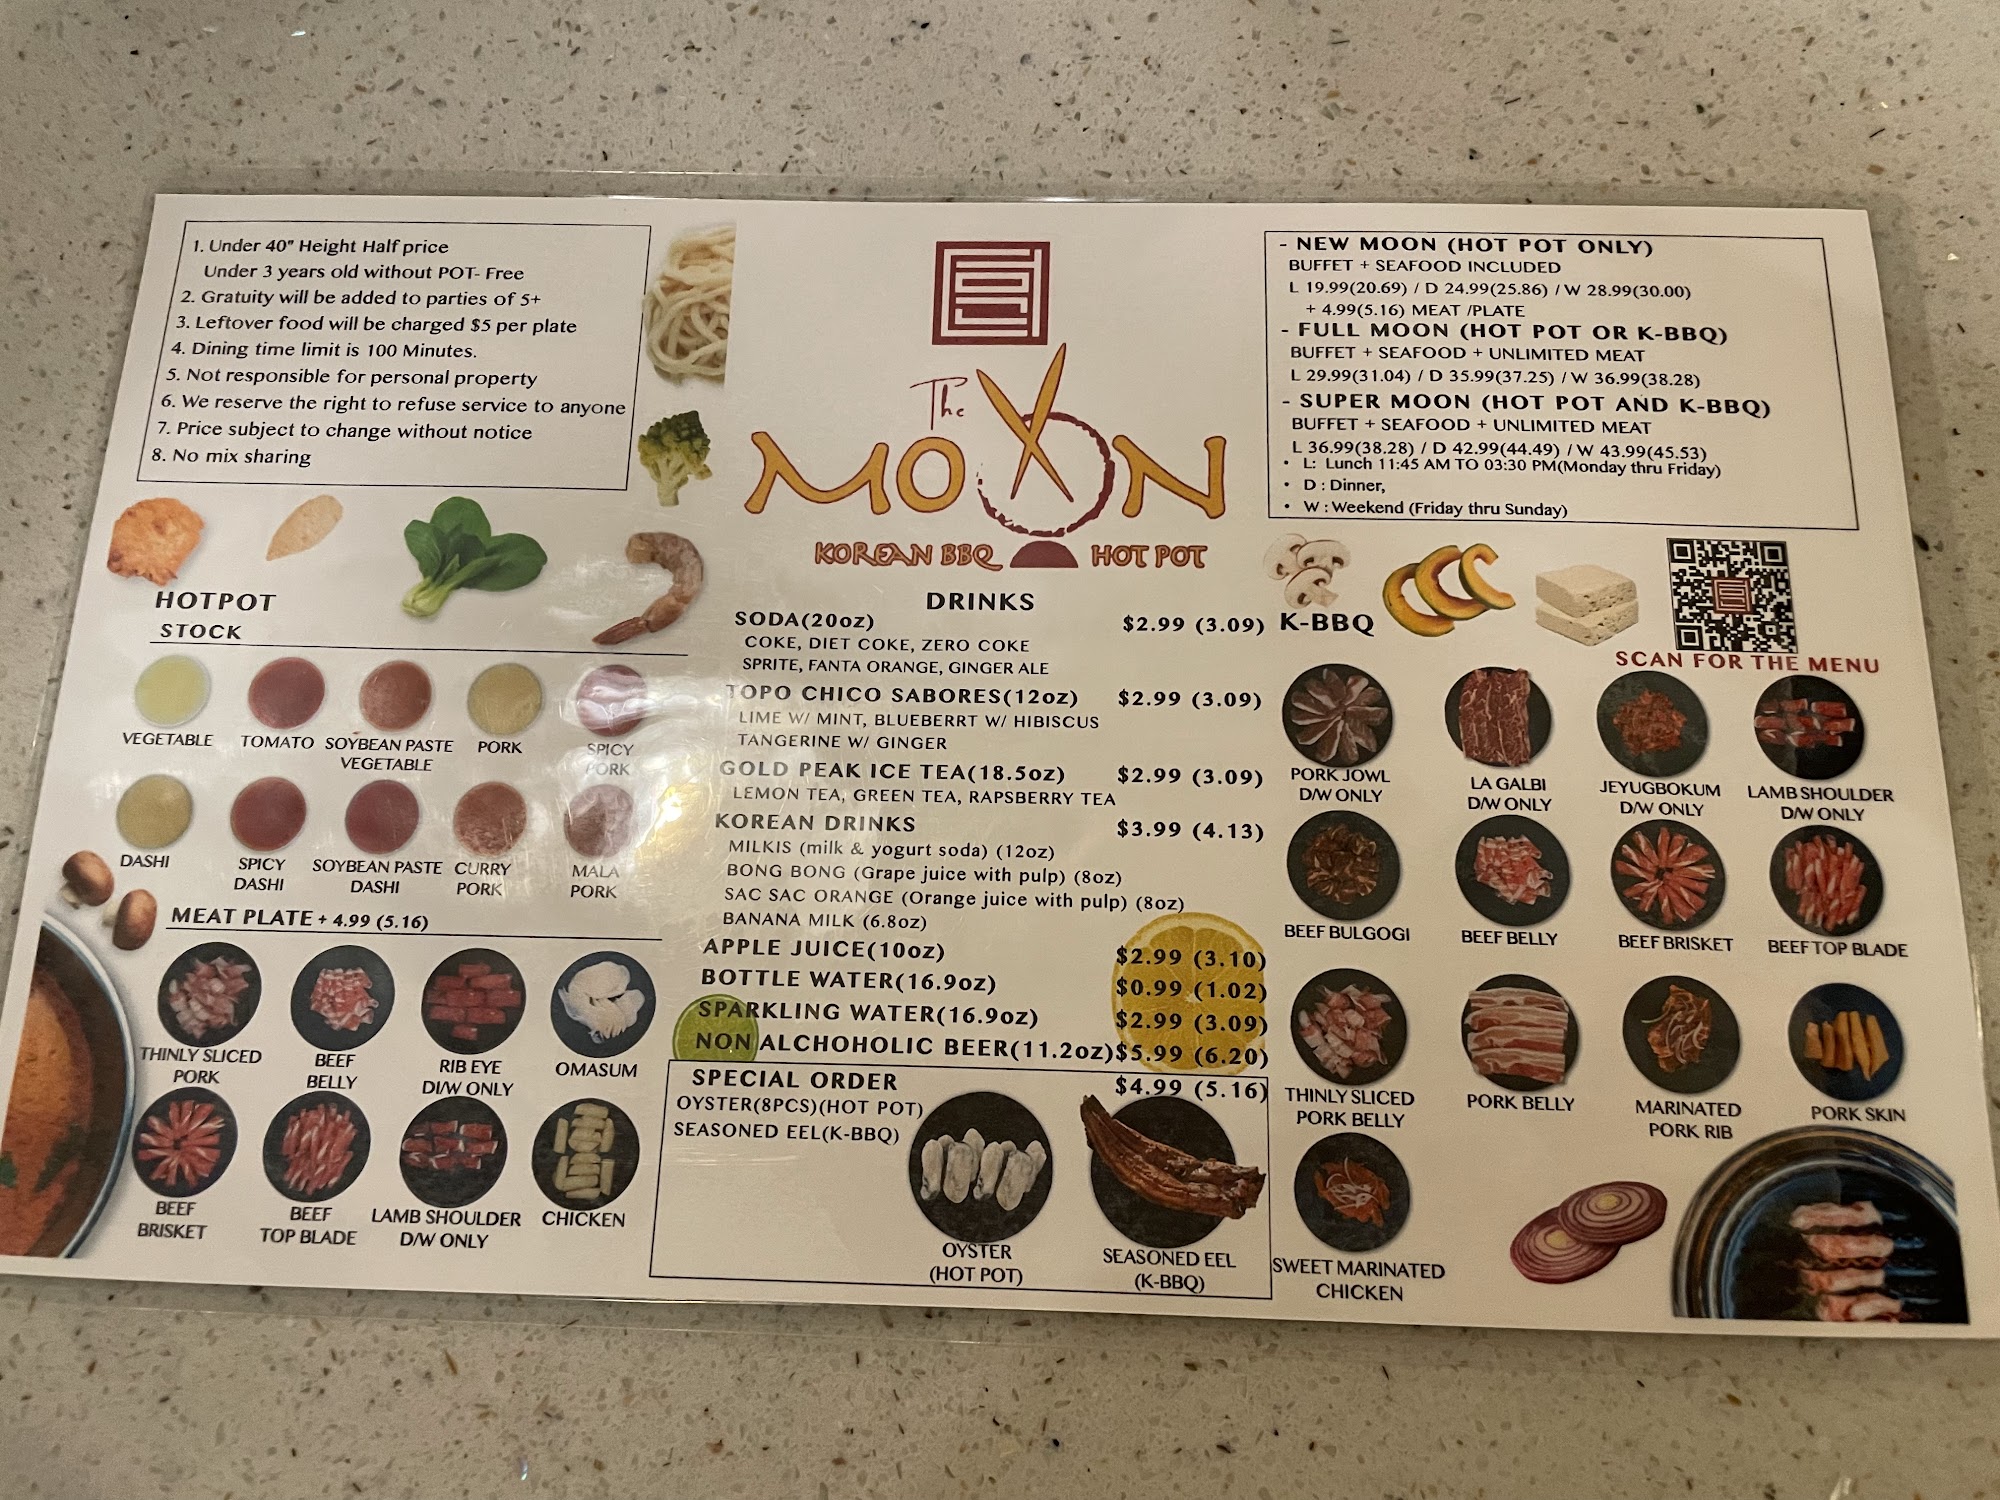 1. Under 40" Height Half price
Under 3 years old without POT- Free
2. Gratuity will be added to parties of 5+
3. Leftover food will be charged $5 per plate
4. Dining time limit is 100 Minutes.
5. Not responsible for personal property
6. We reserve the right to refuse service to anyone
7. Price subject to change without notice
8. No mix sharing
HOTPOT
STOCK
VEGETABLE
TOMATO
SOYBEAN PASTE
VEGETABLE
PORK
SPICY
PORK
DASHI
SPICY
DASHI
SOYBEAN PASTE
DASHI
CURRY
PORK
MALA
PORK
MEAT PLATE + 4.99 (5.16)
THINLY SLICED
PORK
BEEF
BELLY
RIB EYE
DI/W ONLY
OMASUM
BEEF
BRISKET
BEEF
TOP BLADE
LAMB SHOULDER
D/W ONLY
CHICKEN
The
MOON
KOREAN BBQ HOT POT
DRINKS
SODA(20oz) $2.99 (3.09)
COKE, DIET COKE, ZERO COKE
SPRITE, FANTA ORANGE, GINGER ALE
TOPO CHICO SABORES(12oz) $2.99 (3.09)
LIME W/ MINT, BLUEBERRT W/ HIBISCUS
TANGERINE W/ GINGER
GOLD PEAK ICE TEA(18.5oz) $2.99 (3.09)
LEMON TEA, GREEN TEA, RAPSBERRY TEA
KOREAN DRINKS $3.99 (4.13)
MILKIS (milk & yogurt soda) (12oz)
BONG BONG (Grape juice with pulp) (8oz)
SAC SAC ORANGE (Orange juice with pulp) (8oz)
BANANA MILK (6.8oz)
APPLE JUICE(10oz) $2.99 (3.10)
BOTTLE WATER(16.9oz) $0.99 (1.02)
SPARKLING WATER(16.9oz) $2.99 (3.09)
NON ALCHOHOLIC BEER(11.2oz) $5.99 (6.20)
SPECIAL ORDER $4.99 (5.16)
OYSTER(8PCS)(HOT POT)
SEASONED EEL(K-BBQ)
OYSTER
(HOT POT)
SEASONED EEL
(K-BBQ)
- NEW MOON (HOT POT ONLY)
BUFFET + SEAFOOD INCLUDED
L 19.99(20.69) / D 24.99(25.86) / W 28.99(30.00)
+ 4.99(5.16) MEAT /PLATE
- FULL MOON (HOT POT OR K-BBQ)
BUFFET + SEAFOOD + UNLIMITED MEAT
L 29.99(31.04) / D 35.99(37.25) / W 36.99(38.28)
- SUPER MOON (HOT POT AND K-BBQ)
BUFFET + SEAFOOD + UNLIMITED MEAT
L 36.99(38.28) / D 42.99(44.49) / W 43.99(45.53)
• L: Lunch 11:45 AM TO 03:30 PM(Monday thru Friday)
• D : Dinner,
• W : Weekend (Friday thru Sunday)
K-BBQ
SCAN FOR THE MENU
PORK JOWL
D/W ONLY
LA GALBI
D/W ONLY
JEYUGBOKUM
D/W ONLY
LAMB SHOULDER
D/W ONLY
BEEF BULGOGI
BEEF BELLY
BEEF BRISKET
BEEF TOP BLADE
THINLY SLICED
PORK BELLY
PORK BELLY
MARINATED
PORK RIB
PORK SKIN
SWEET MARINATED
CHICKEN